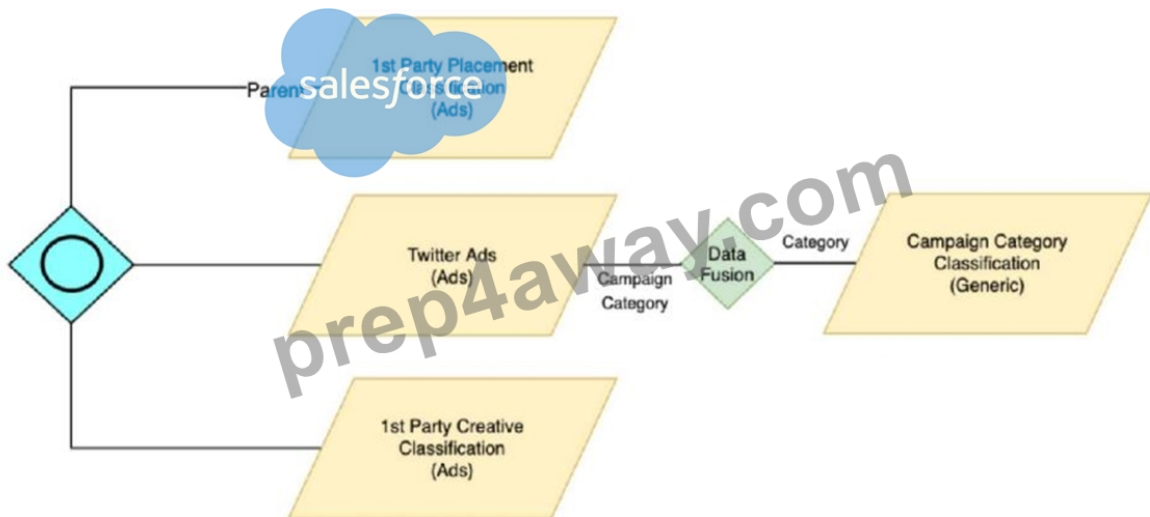 1st Party Placement
Classification
(Ads)
Parent
salesforce
Twitter Ads
(Ads)
Campaign
Category
Data
Fusion
Category
Campaign Category
Classification
(Generic)
1st Party Creative
Classification
(Ads)
prep4away.com